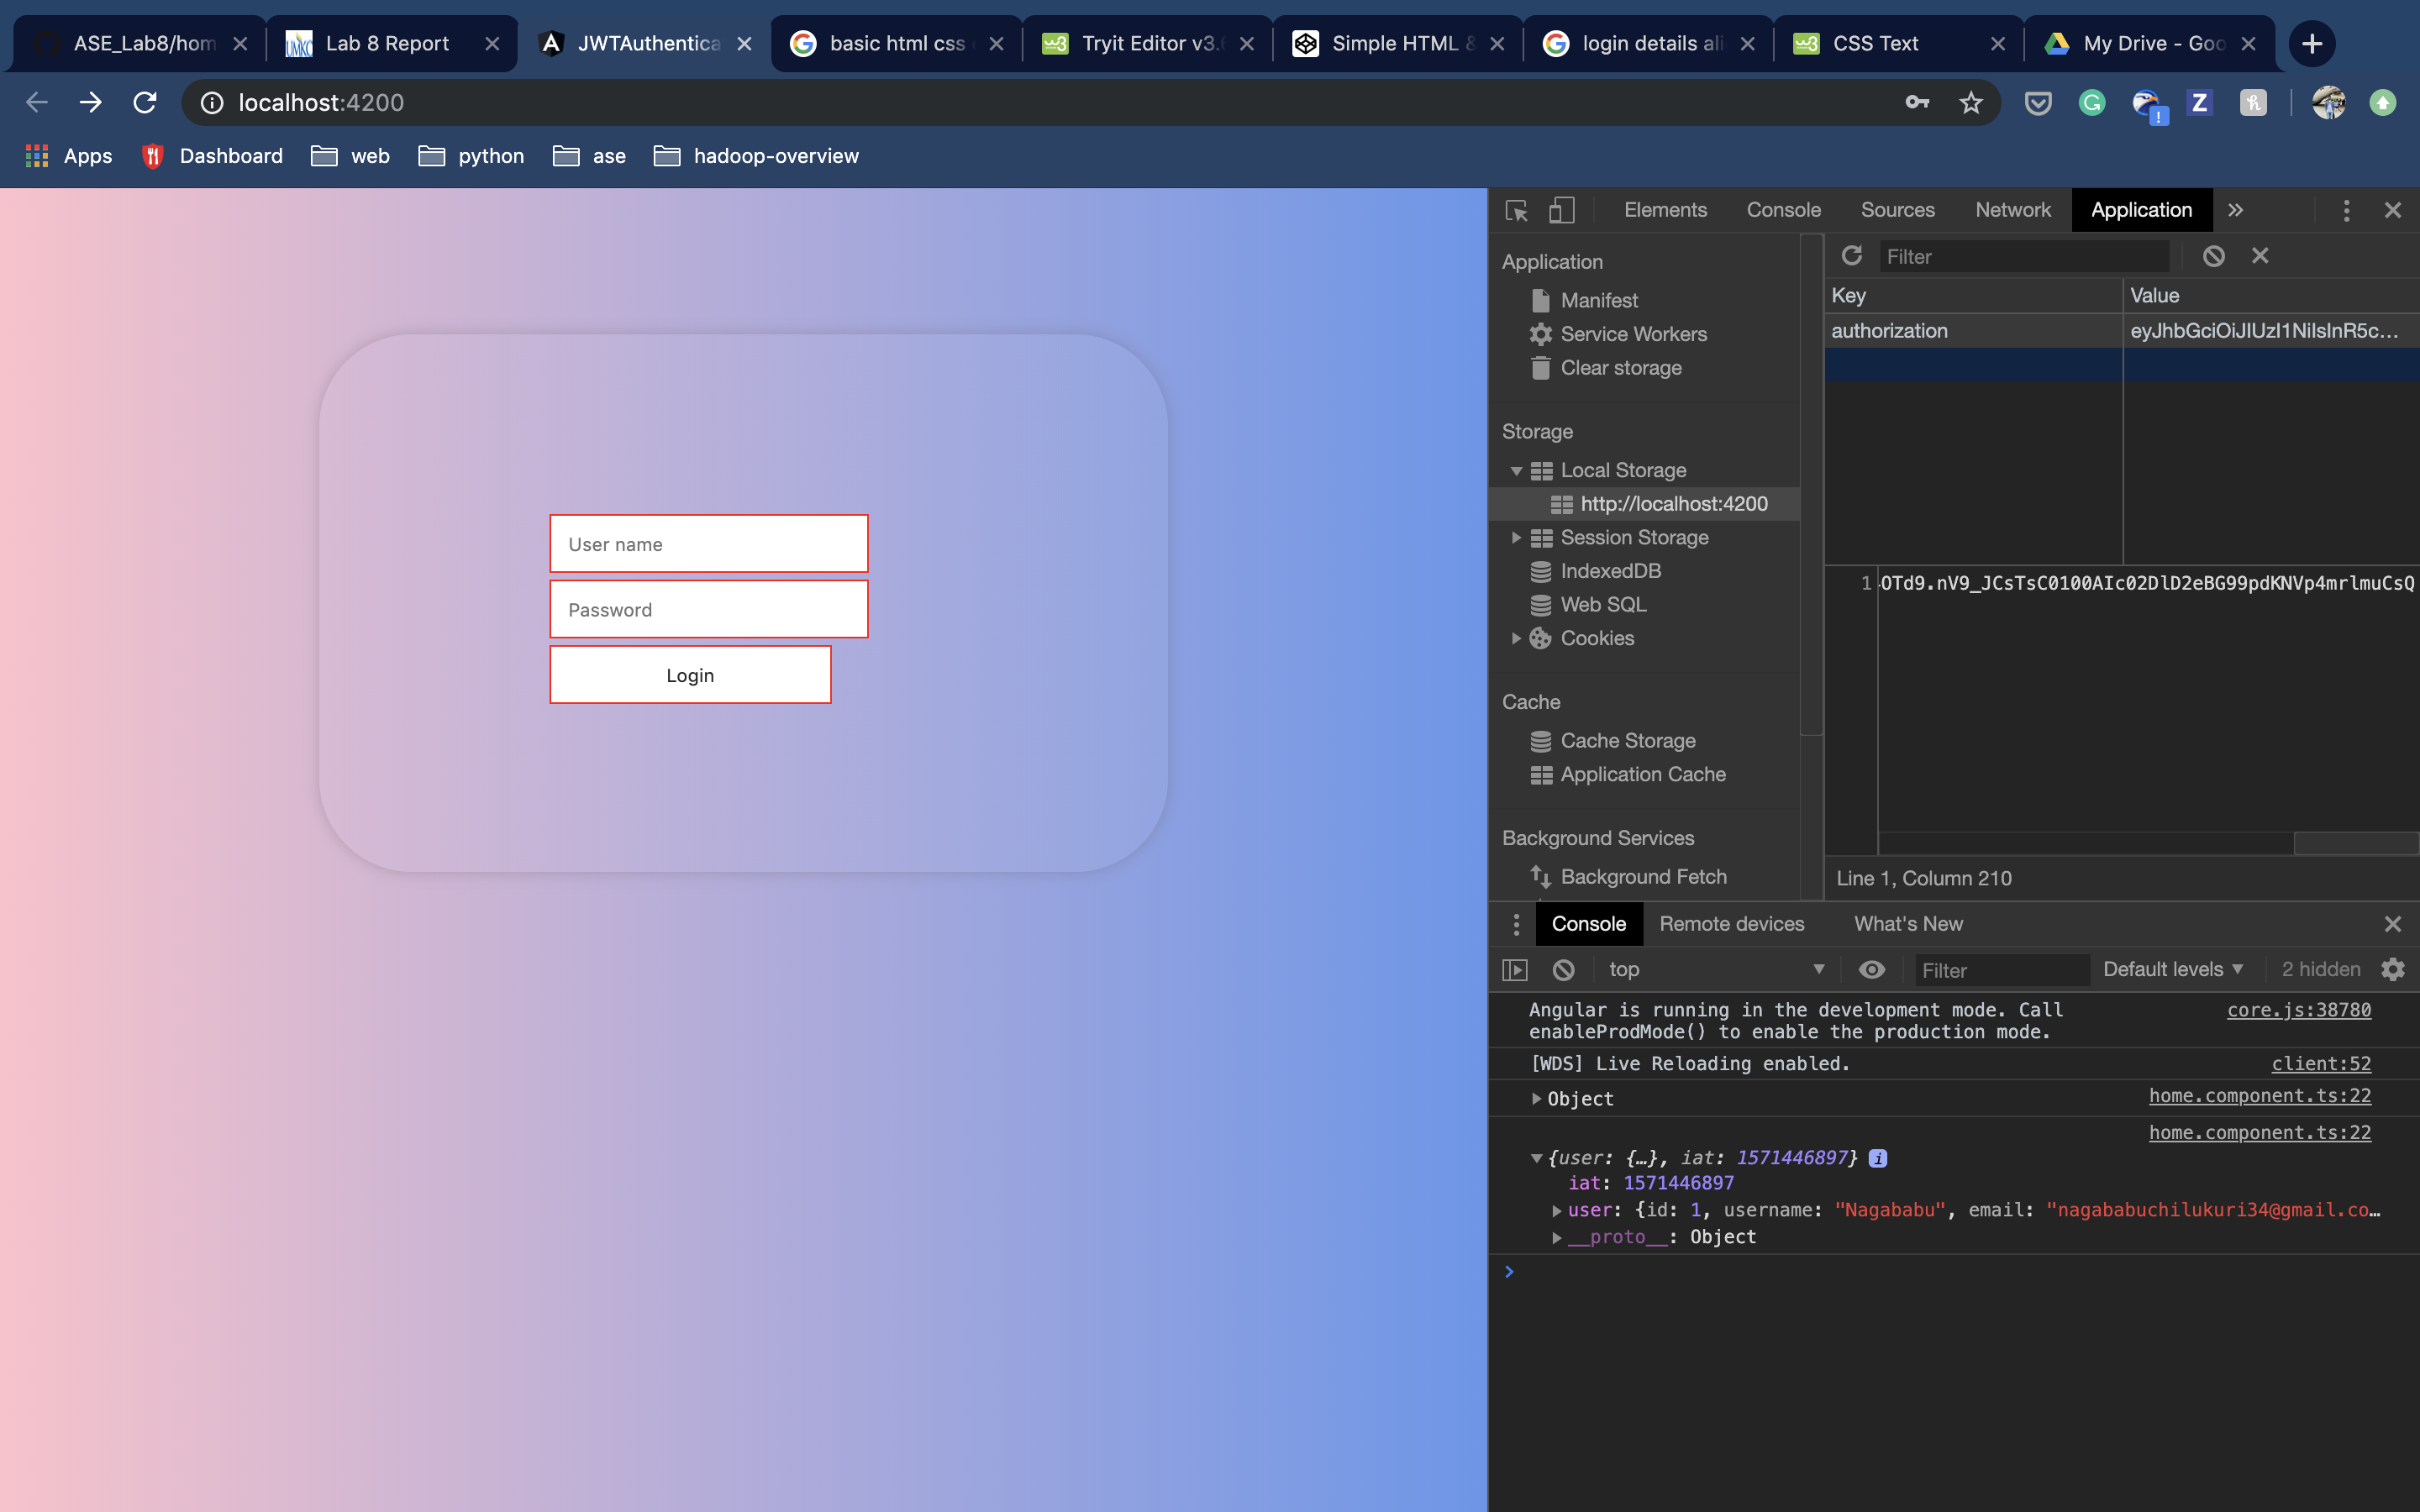 ASE_Lab8/hom
Lab 8 Report
JWTAuthentica
basic html css
Tryit Editor v3.6
Simple HTML &
login details ali
CSS Text
My Drive - Goo
localhost:4200
Apps
Dashboard
web
python
ase
hadoop-overview
User name
Password
Login
Elements
Console
Sources
Network
Application
Application
Manifest
Service Workers
Clear storage
Storage
Local Storage
http://localhost:4200
Session Storage
IndexedDB
Web SQL
Cookies
Cache
Cache Storage
Application Cache
Background Services
Background Fetch
Filter
Key
Value
authorization
eyJhbGciOiJIUzI1NiIsInR5c...
1
OTd9.nV9_JCsTsC0100AIc02DlD2eBG99pdKNVp4mrlmuCsQ
Line 1, Column 210
Console
Remote devices
What's New
top
Filter
Default levels
2 hidden
Angular is running in the development mode. Call core.js:38780
enableProdMode() to enable the production mode.
[WDS] Live Reloading enabled. client:52
Object home.component.ts:22
home.component.ts:22
{user: {…}, iat: 1571446897} i
iat: 1571446897
user: {id: 1, username: "Nagababu", email: "nagababuchilukuri34@gmail.co…
__proto__: Object